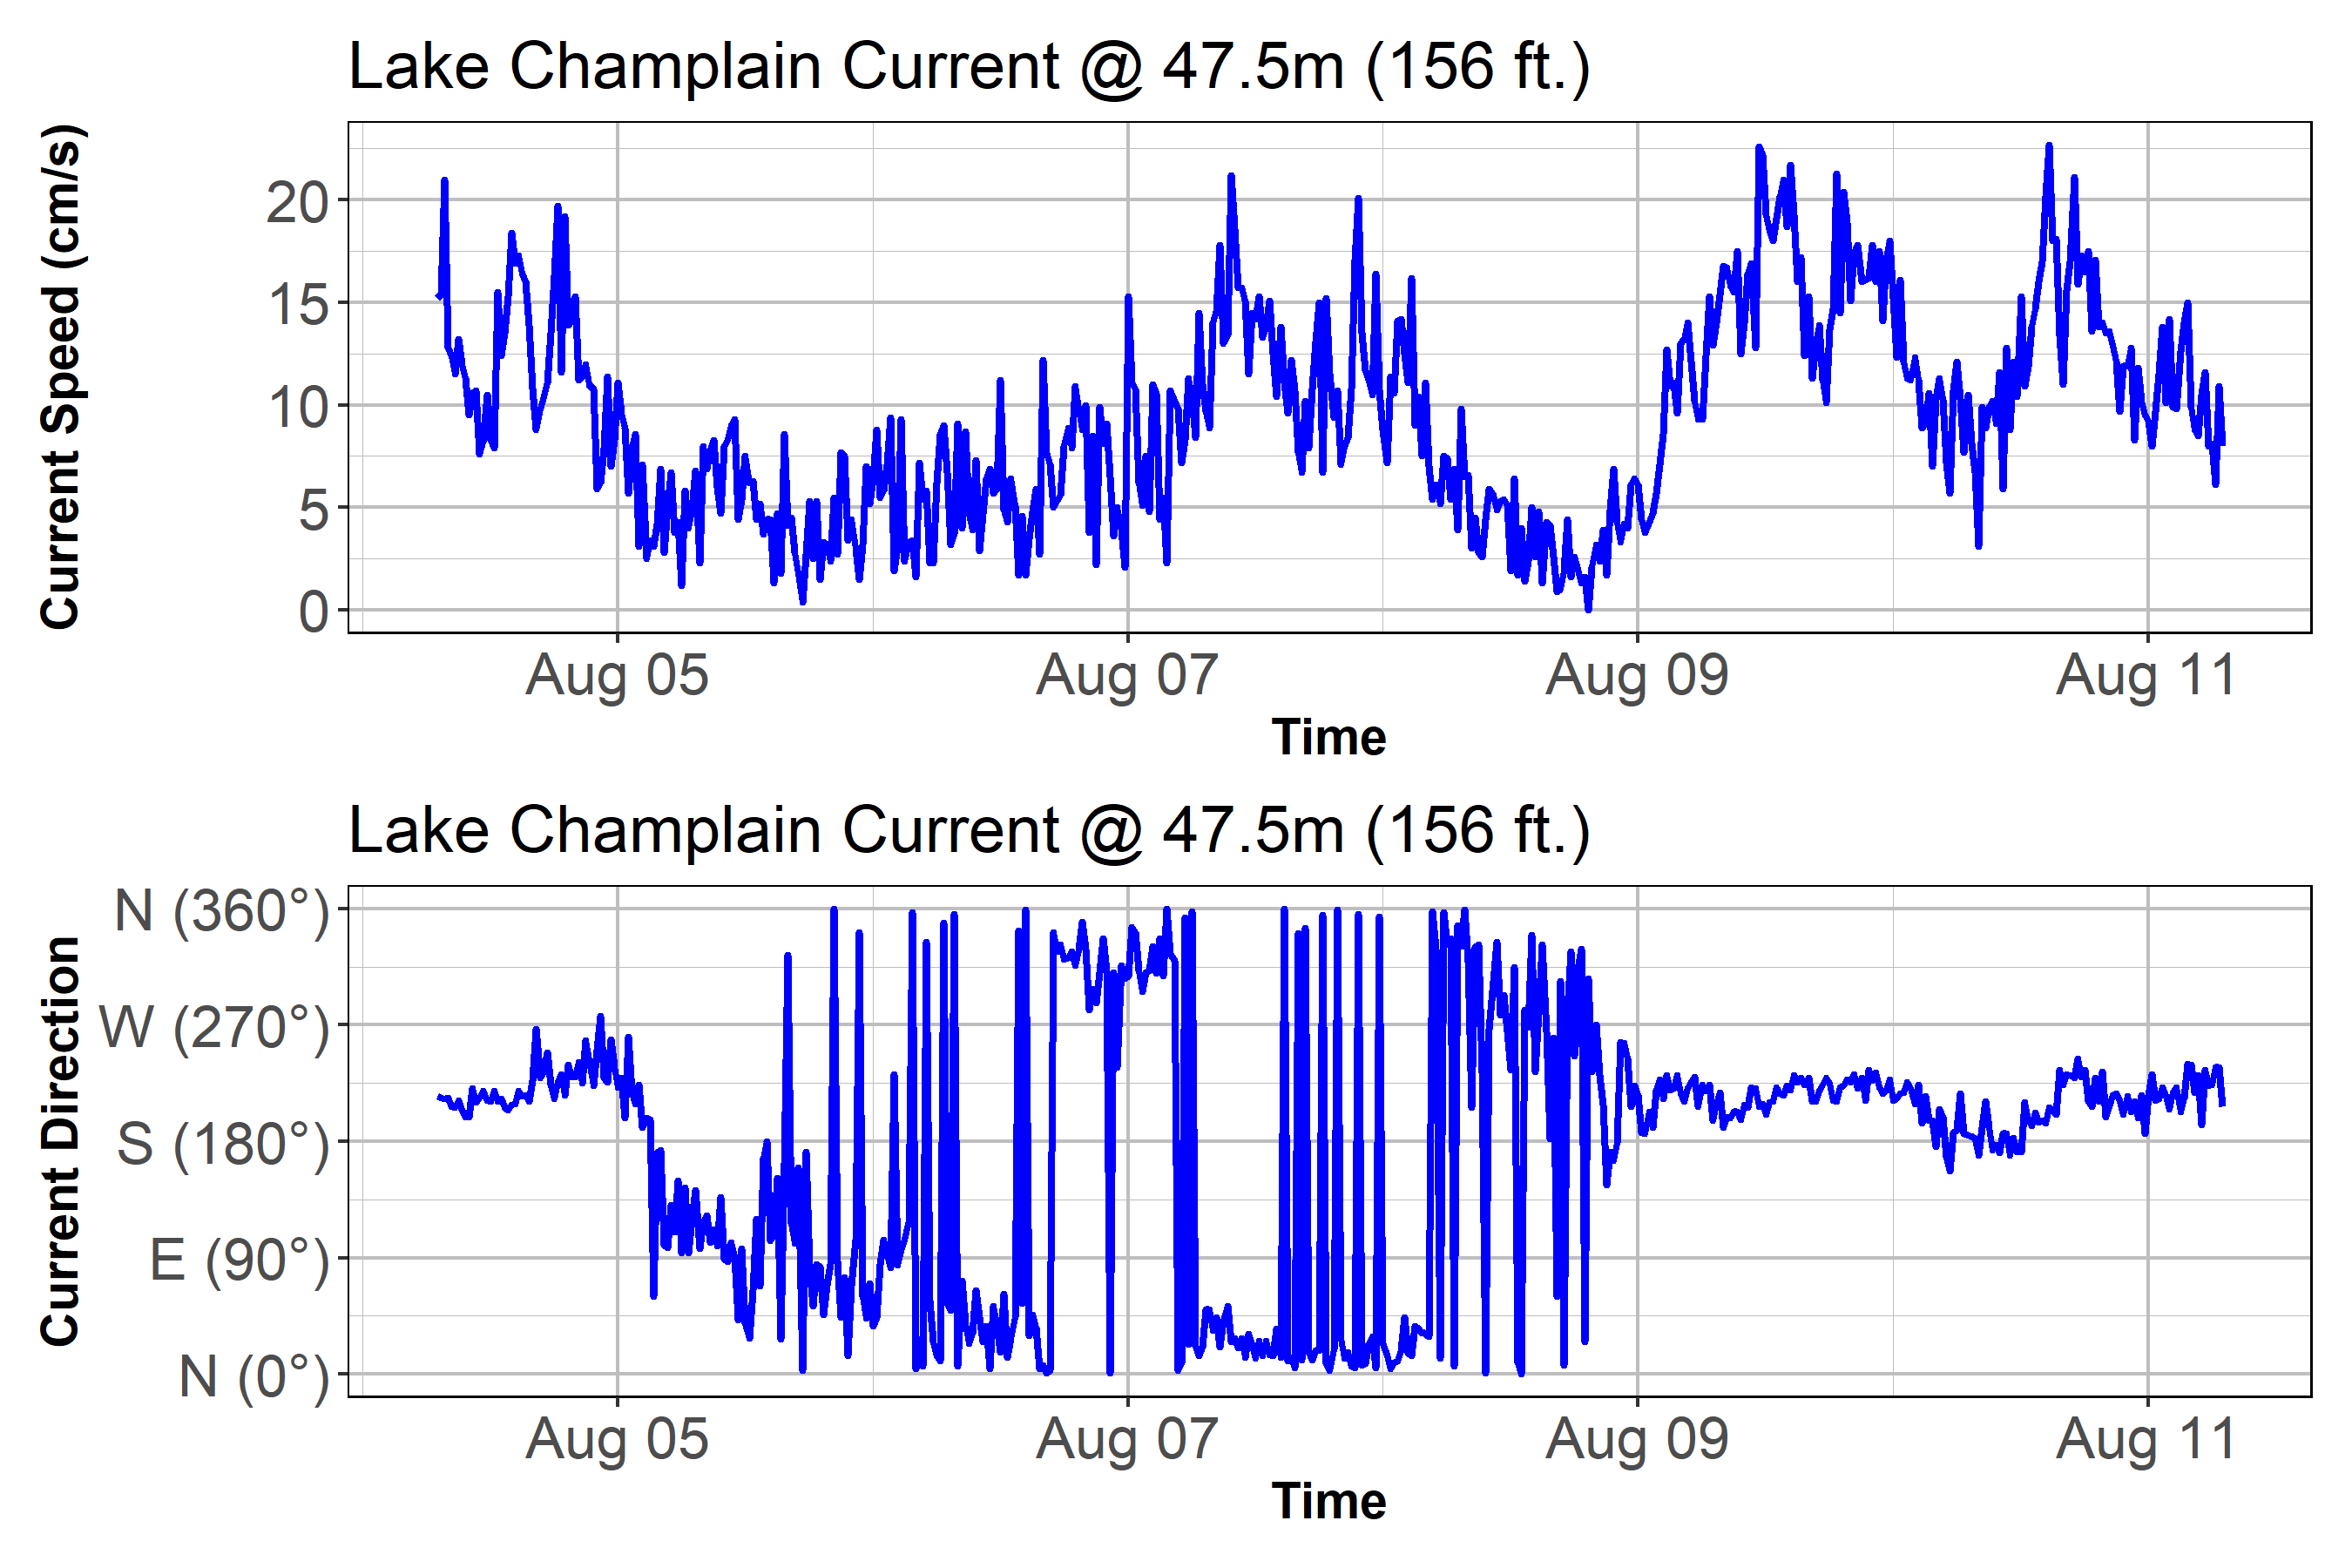 Lake Champlain Current @ 47.5m (156 ft.)
Current Speed (cm/s)
20
15
10
5
0
Aug 05 Aug 07 Aug 09 Aug 11
Time
Lake Champlain Current @ 47.5m (156 ft.)
Current Direction
N (360°)
W (270°)
S (180°)
E (90°)
N (0°)
Aug 05 Aug 07 Aug 09 Aug 11
Time